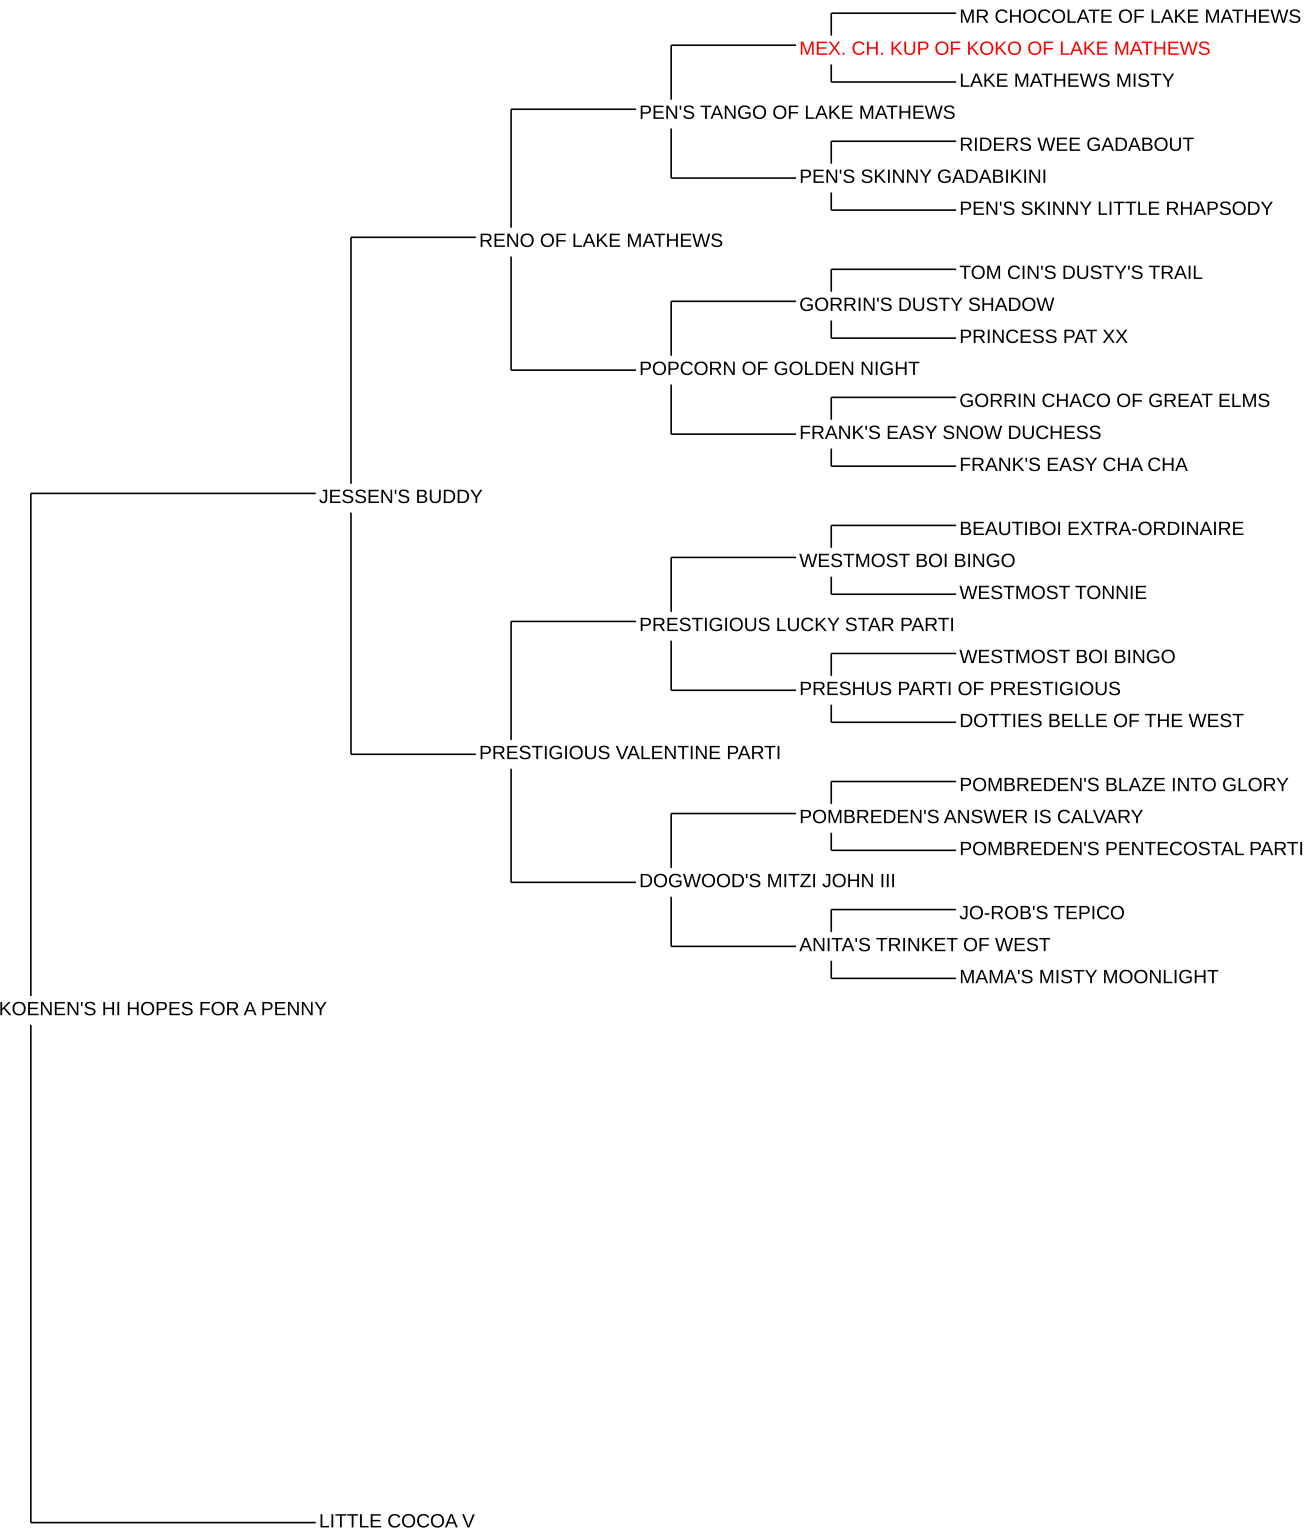 MR CHOCOLATE OF LAKE MATHEWS
MEX. CH. KUP OF KOKO OF LAKE MATHEWS
LAKE MATHEWS MISTY
PEN'S TANGO OF LAKE MATHEWS
RIDERS WEE GADABOUT
PEN'S SKINNY GADABIKINI
PEN'S SKINNY LITTLE RHAPSODY
RENO OF LAKE MATHEWS
TOM CIN'S DUSTY'S TRAIL
GORRIN'S DUSTY SHADOW
PRINCESS PAT XX
POPCORN OF GOLDEN NIGHT
GORRIN CHACO OF GREAT ELMS
FRANK'S EASY SNOW DUCHESS
FRANK'S EASY CHA CHA
JESSEN'S BUDDY
BEAUTIBOI EXTRA-ORDINAIRE
WESTMOST BOI BINGO
WESTMOST TONNIE
PRESTIGIOUS LUCKY STAR PARTI
WESTMOST BOI BINGO
PRESHUS PARTI OF PRESTIGIOUS
DOTTIES BELLE OF THE WEST
PRESTIGIOUS VALENTINE PARTI
POMBREDEN'S BLAZE INTO GLORY
POMBREDEN'S ANSWER IS CALVARY
POMBREDEN'S PENTECOSTAL PARTI
DOGWOOD'S MITZI JOHN III
JO-ROB'S TEPICO
ANITA'S TRINKET OF WEST
MAMA'S MISTY MOONLIGHT
KOENEN'S HI HOPES FOR A PENNY
LITTLE COCOA V